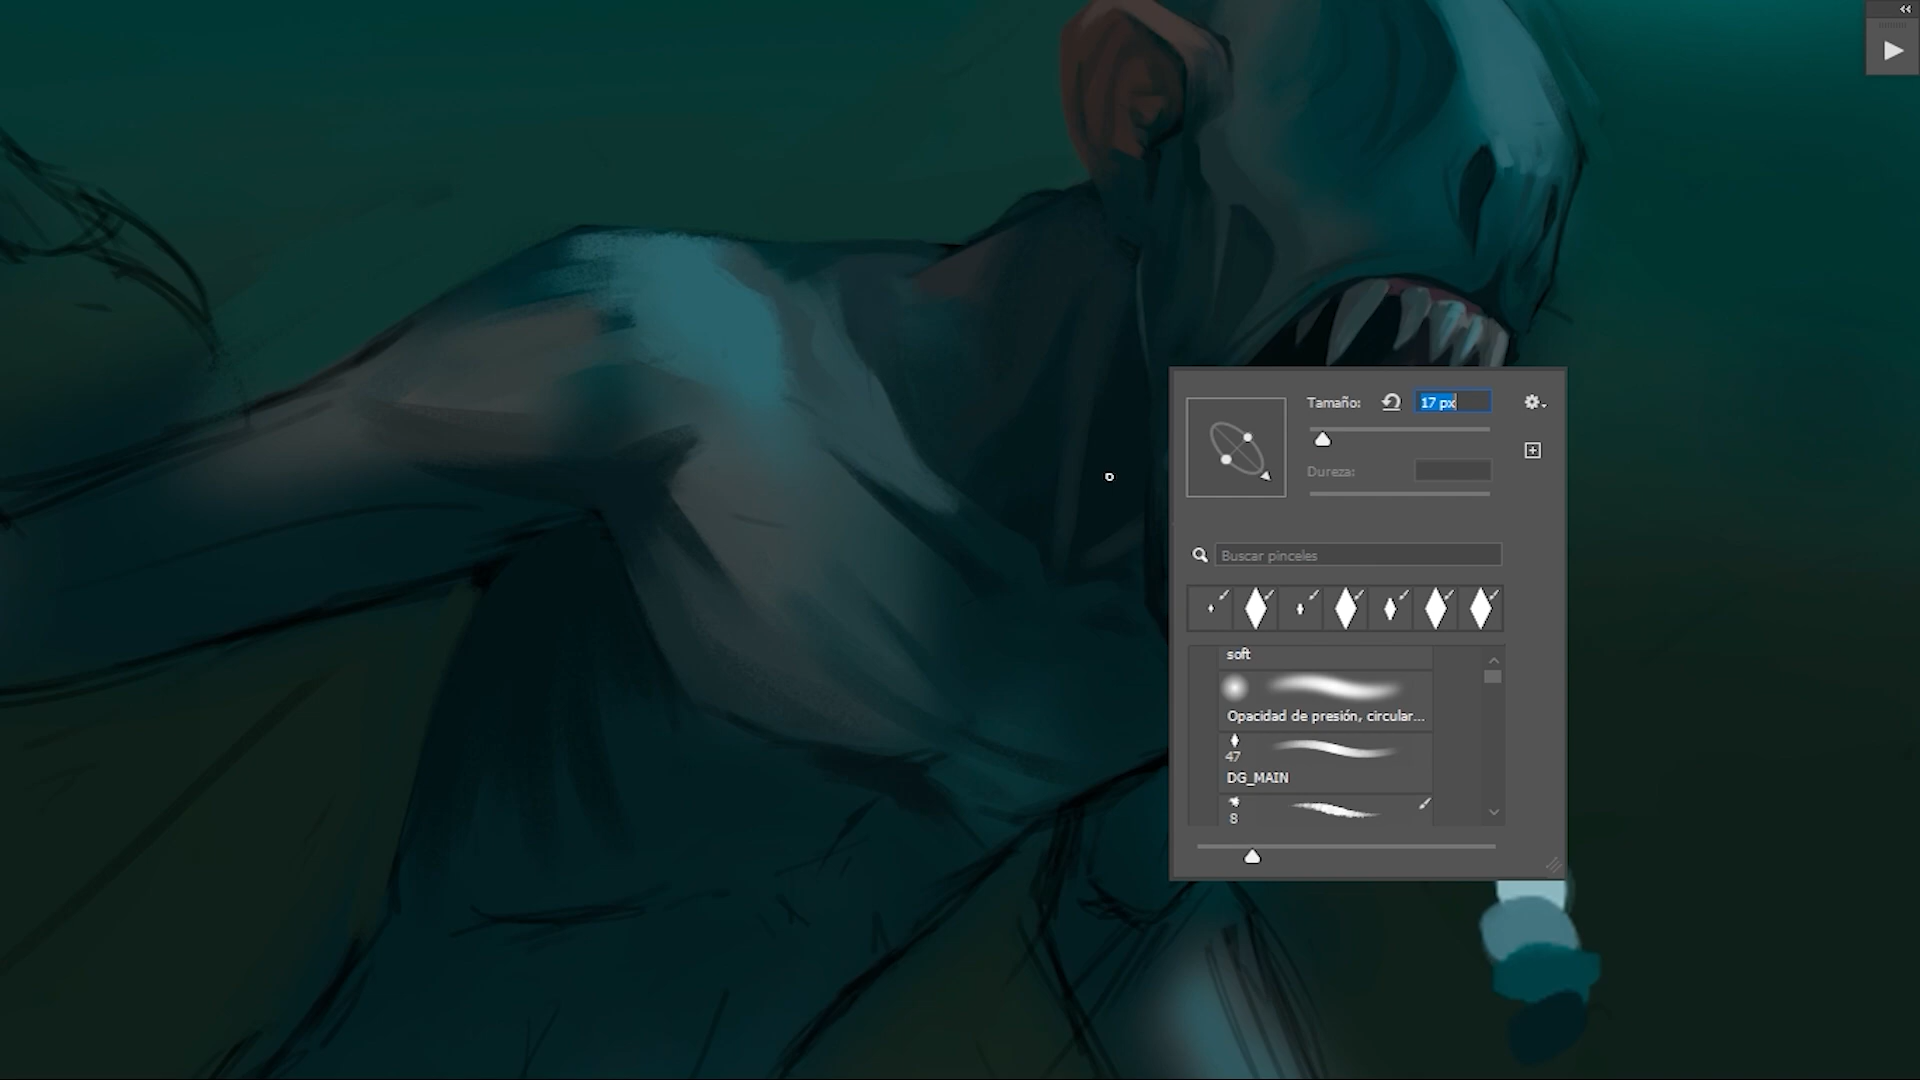 Tamaño:
17 px
Dureza:
Buscar pinceles
soft
Opacidad de presión, circular...
47
DG_MAIN
8